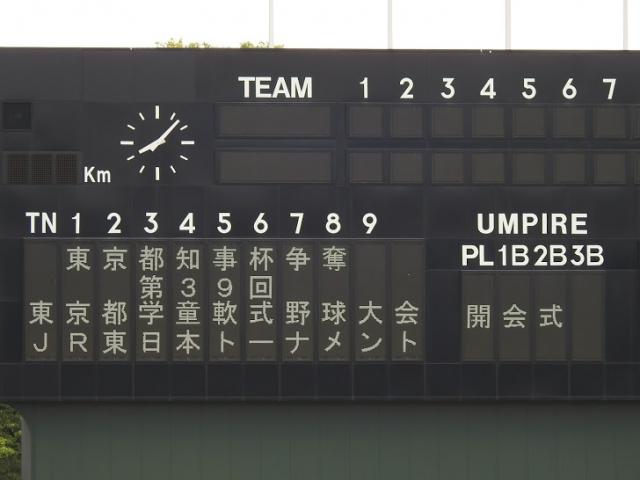 TEAM 1 2 3 4 5 6 7
Km
TN 1 2 3 4 5 6 7 8 9
東京都知事杯争奪
第39回
東京都学童軟式野球大会
JR東日本トーナメント
UMPIRE
PL 1B 2B 3B
開会式